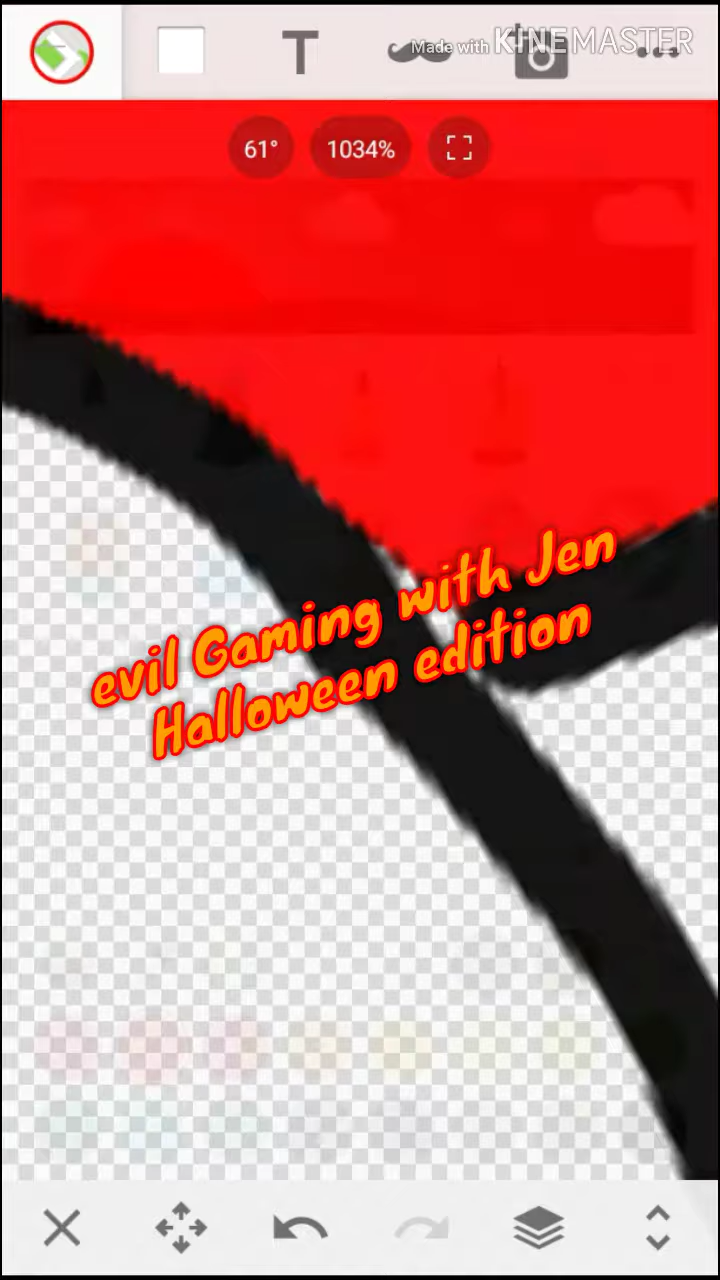 T
Made with KINEMASTER
61° 1034%
evil Gaming with Jen
Halloween edition